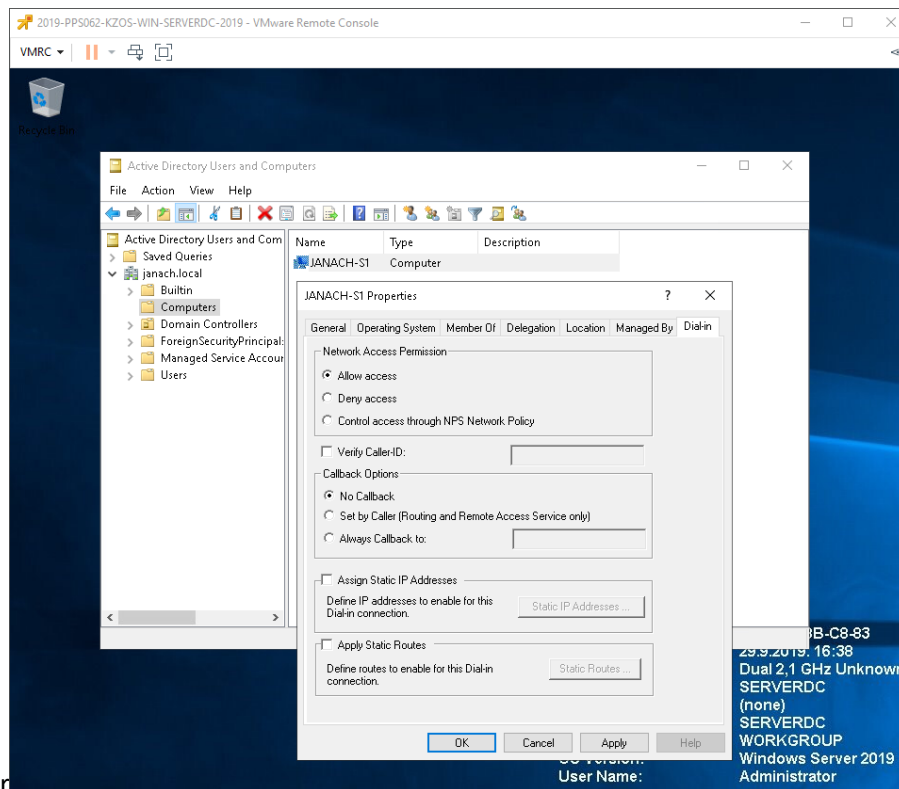 2019-PPS062-KZOS-WIN-SERVERDC-2019 - VMware Remote Console
VMRC
Recycle Bin
Active Directory Users and Computers
File Action View Help
Active Directory Users and Com
Saved Queries
janach.local
Builtin
Computers
Domain Controllers
ForeignSecurityPrincipal:
Managed Service Accour
Users
Name Type Description
JANACH-S1 Computer
JANACH-S1 Properties
General Operating System Member Of Delegation Location Managed By Dial-in
Network Access Permission
Allow access
Deny access
Control access through NPS Network Policy
Verify Caller-ID:
Callback Options
No Callback
Set by Caller (Routing and Remote Access Service only)
Always Callback to:
Assign Static IP Addresses
Define IP addresses to enable for this
Dial-in connection.
Static IP Addresses ...
Apply Static Routes
Define routes to enable for this Dial-in
connection.
Static Routes ...
OK Cancel Apply Help
3B-C8-83
29.9.2019. 16:38
Dual 2,1 GHz Unknown
SERVERDC
(none)
SERVERDC
WORKGROUP
Windows Server 2019
User Name: Administrator